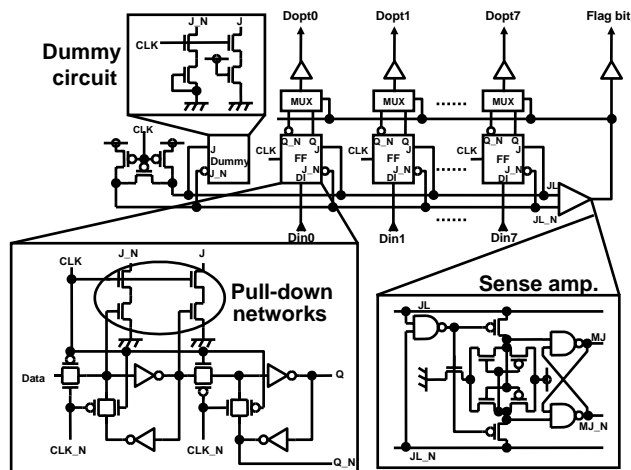 Dopt0
Dopt1
Dopt7
Flag bit
J_N
J
CLK
Dummy
circuit
MUX
MUX
MUX
......
CLK
Q_N
Q
J
FF
J_N
DI
CLK
Q_N
Q
J
FF
J_N
DI
......
CLK
Q_N
Q
J
FF
J_N
DI
CLK
J
Dummy
J_N
JL
JL_N
Din0
Din1
......
Din7
J_N
J
CLK
Pull-down
networks
Data
Q
CLK_N
CLK_N
Q_N
Sense amp.
JL
MJ
MJ_N
JL_N